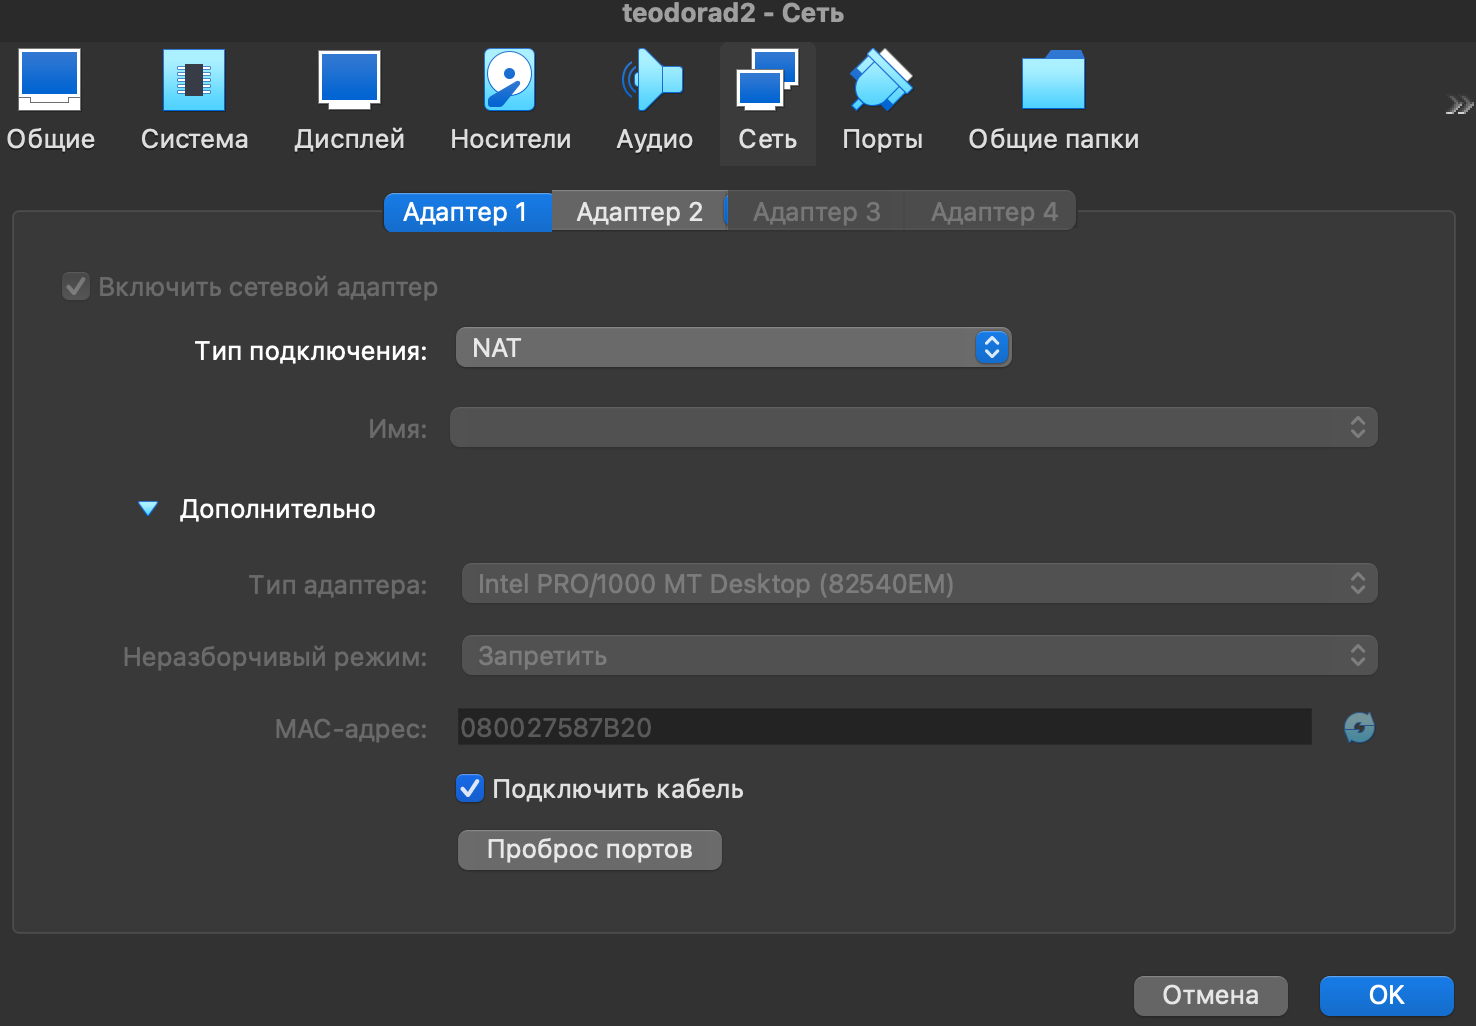 teodorad2 - Сеть
Общие
Система
Дисплей
Носители
Аудио
Сеть
Порты
Общие папки
Адаптер 1
Адаптер 2
Адаптер 3
Адаптер 4
Включить сетевой адаптер
Тип подключения: NAT
Имя:
Дополнительно
Тип адаптера: Intel PRO/1000 MT Desktop (82540EM)
Неразборчивый режим: Запретить
MAC-адрес: 080027587B20
Подключить кабель
Проброс портов
Отмена
OK